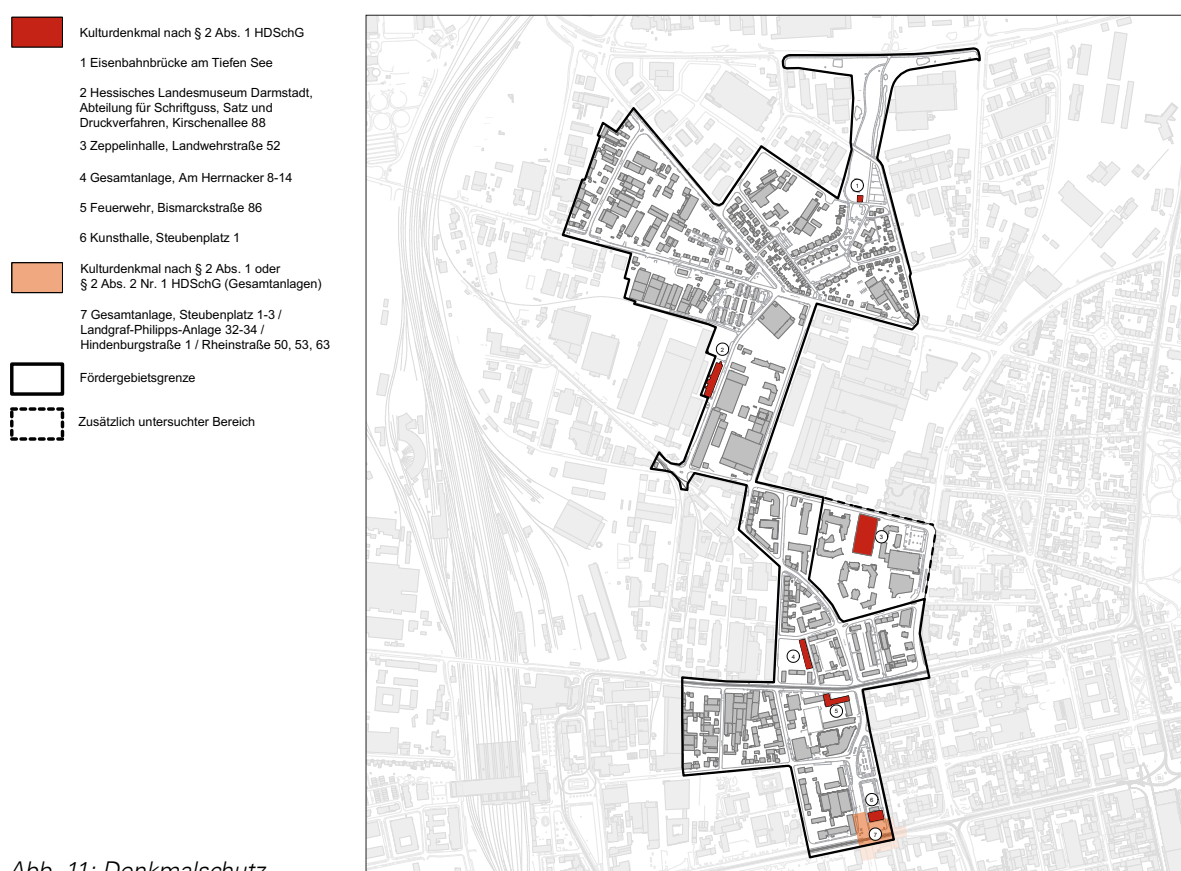 Kulturdenkmal nach § 2 Abs. 1 HDSchG
1 Eisenbahnbrücke am Tiefen See
2 Hessisches Landesmuseum Darmstadt,
Abteilung für Schriftguss, Satz und
Druckverfahren, Kirschenallee 88
3 Zeppelinhalle, Landwehrstraße 52
4 Gesamtanlage, Am Herrnacker 8-14
5 Feuerwehr, Bismarckstraße 86
6 Kunsthalle, Steubenplatz 1
Kulturdenkmal nach § 2 Abs. 1 oder
§ 2 Abs. 2 Nr. 1 HDSchG (Gesamtanlagen)
7 Gesamtanlage, Steubenplatz 1-3 /
Landgraf-Philipps-Anlage 32-34 /
Hindenburgstraße 1 / Rheinstraße 50, 53, 63
Fördergebietsgrenze
Zusätzlich untersuchter Bereich
1
2
3
4
5
6
7
Abb. 11: Denkmalschutz